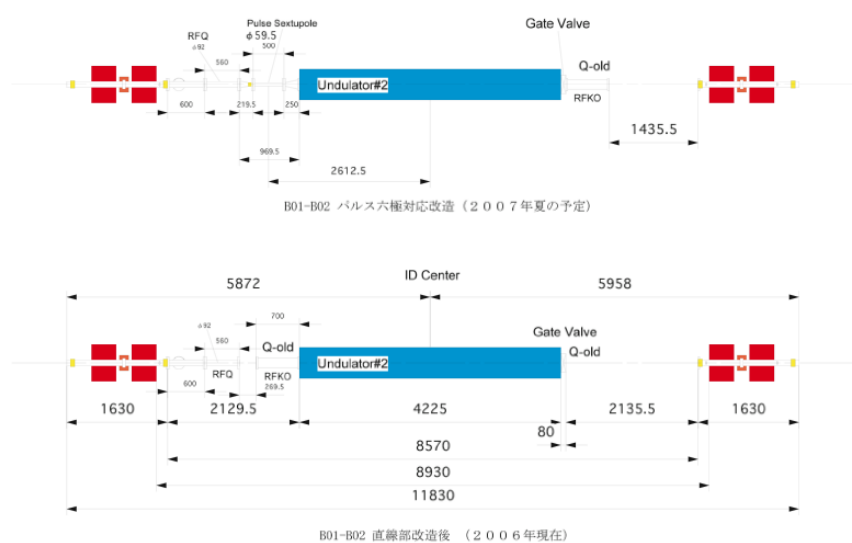 Pulse Sextupole
Gate Valve
RFQ
φ59.5
φ92
500
560
Q-old
Undulator#2
RFKO
600
219.5
250
1435.5
969.5
2612.5
B01-B02 パルス六極対応改造（２００７年夏の予定）
ID Center
5872
5958
700
φ92
560
Q-old
Gate Valve
Q-old
Undulator#2
RFQ
RFKO
600
269.5
1630
2129.5
4225
2135.5
1630
80
8570
8930
11830
B01-B02 直線部改造後 （２００６年現在）